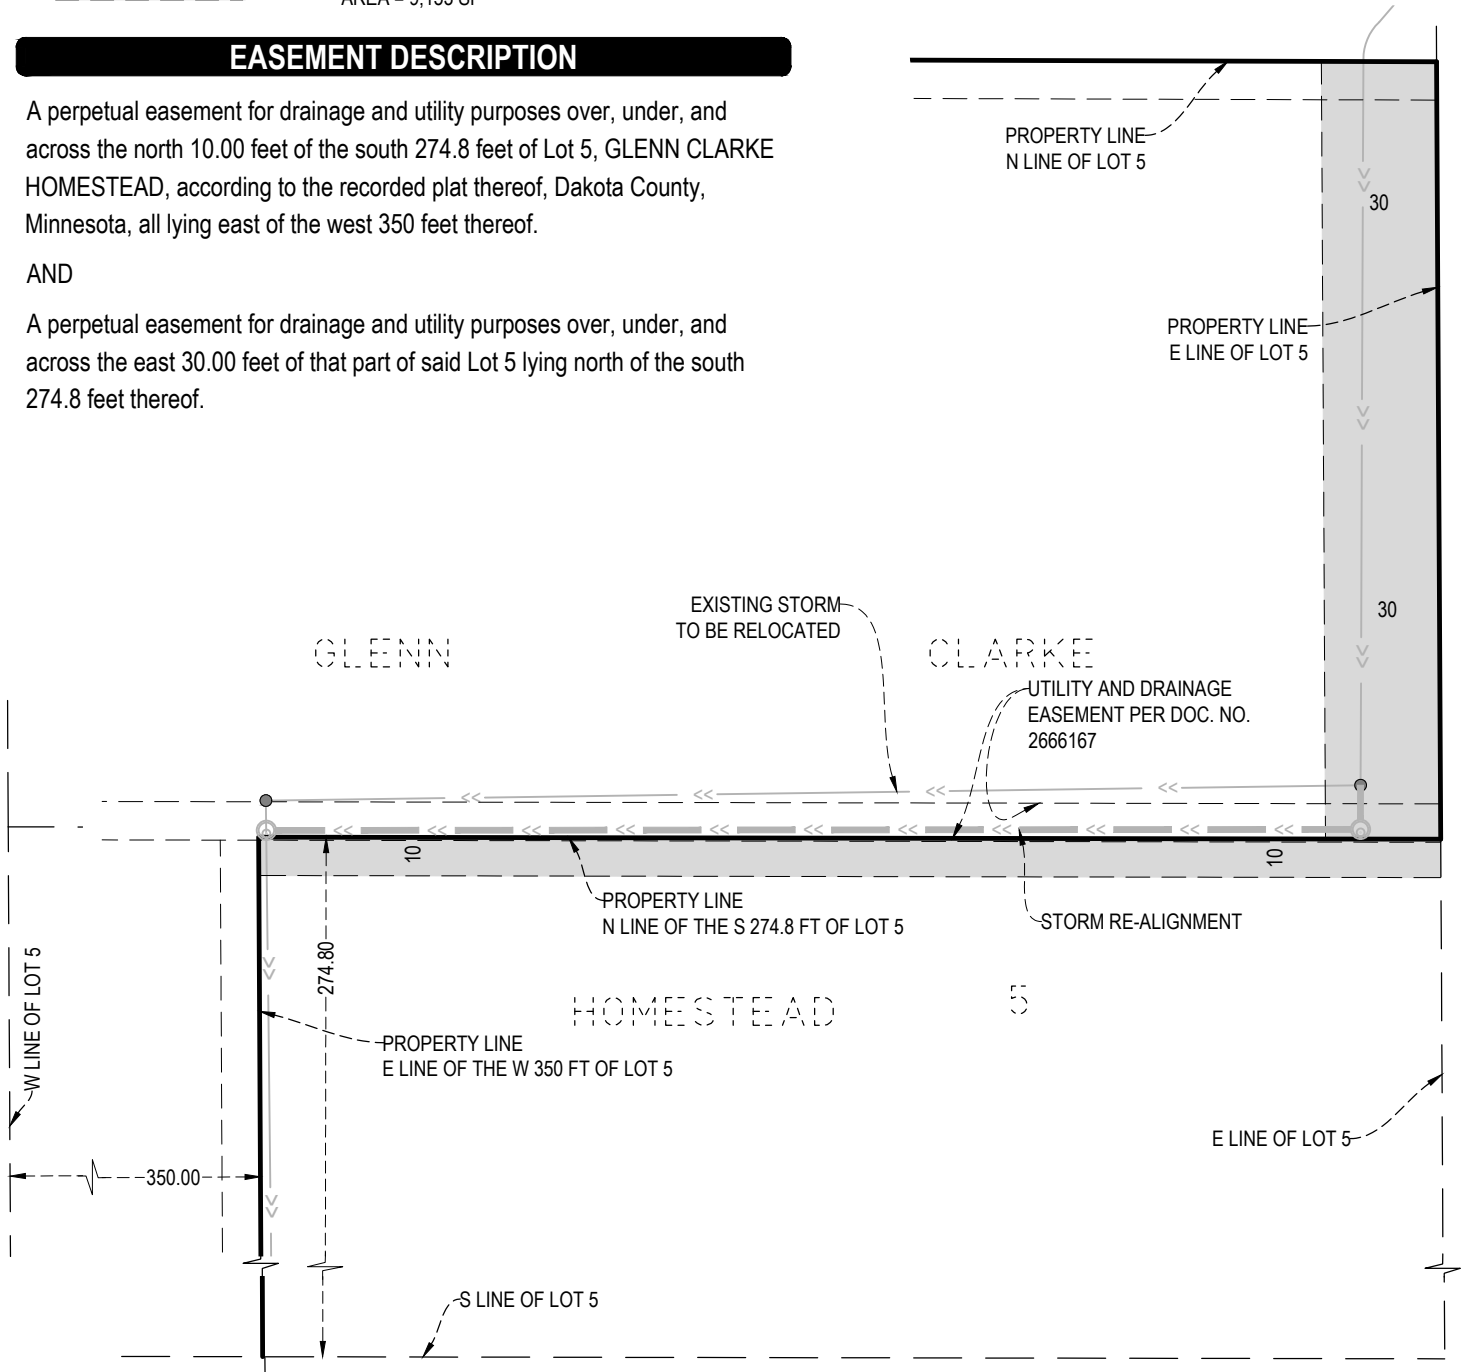 EASEMENT DESCRIPTION
A perpetual easement for drainage and utility purposes over, under, and
across the north 10.00 feet of the south 274.8 feet of Lot 5, GLENN CLARKE
HOMESTEAD, according to the recorded plat thereof, Dakota County,
Minnesota, all lying east of the west 350 feet thereof.
AND
A perpetual easement for drainage and utility purposes over, under, and
across the east 30.00 feet of that part of said Lot 5 lying north of the south
274.8 feet thereof.
PROPERTY LINE
N LINE OF LOT 5
30
PROPERTY LINE
E LINE OF LOT 5
EXISTING STORM
TO BE RELOCATED
30
GLENN
CLARKE
UTILITY AND DRAINAGE
EASEMENT PER DOC. NO.
2666167
10
10
PROPERTY LINE
N LINE OF THE S 274.8 FT OF LOT 5
STORM RE-ALIGNMENT
274.80
W LINE OF LOT 5
HOMESTEAD
5
PROPERTY LINE
E LINE OF THE W 350 FT OF LOT 5
E LINE OF LOT 5
350.00
S LINE OF LOT 5